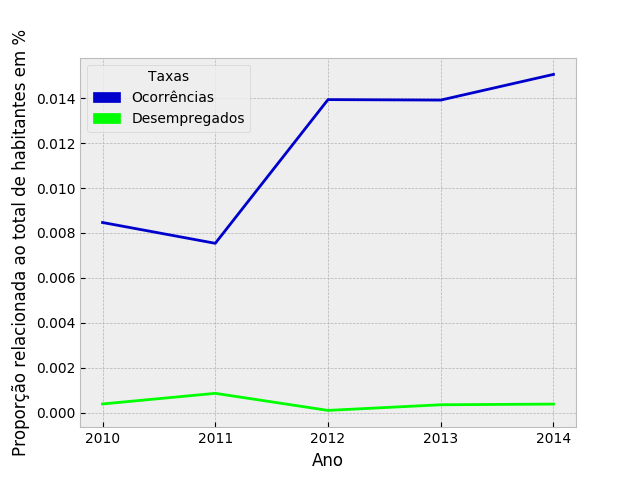 Proporção relacionada ao total de habitantes em %
Taxas
Ocorrências
Desempregados
0.014
0.012
0.010
0.008
0.006
0.004
0.002
0.000
2010 2011 2012 2013 2014
Ano